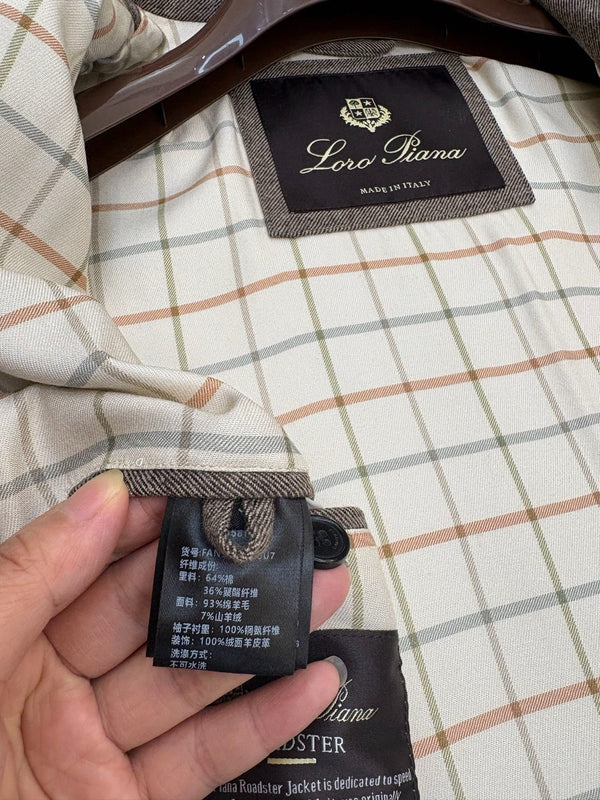 Loro Piana
MADE IN ITALY
货号:FAN
纤维成份:
里料: 64%棉
36%聚酯纤维
面料: 93%绵羊毛
7%山羊绒
袖子衬里: 100%铜氨纤维
装饰: 100%绒面羊皮革
洗涤方式:
不可水洗
Piana
DSTER
Roadster Jacket is dedicated to speed
originally